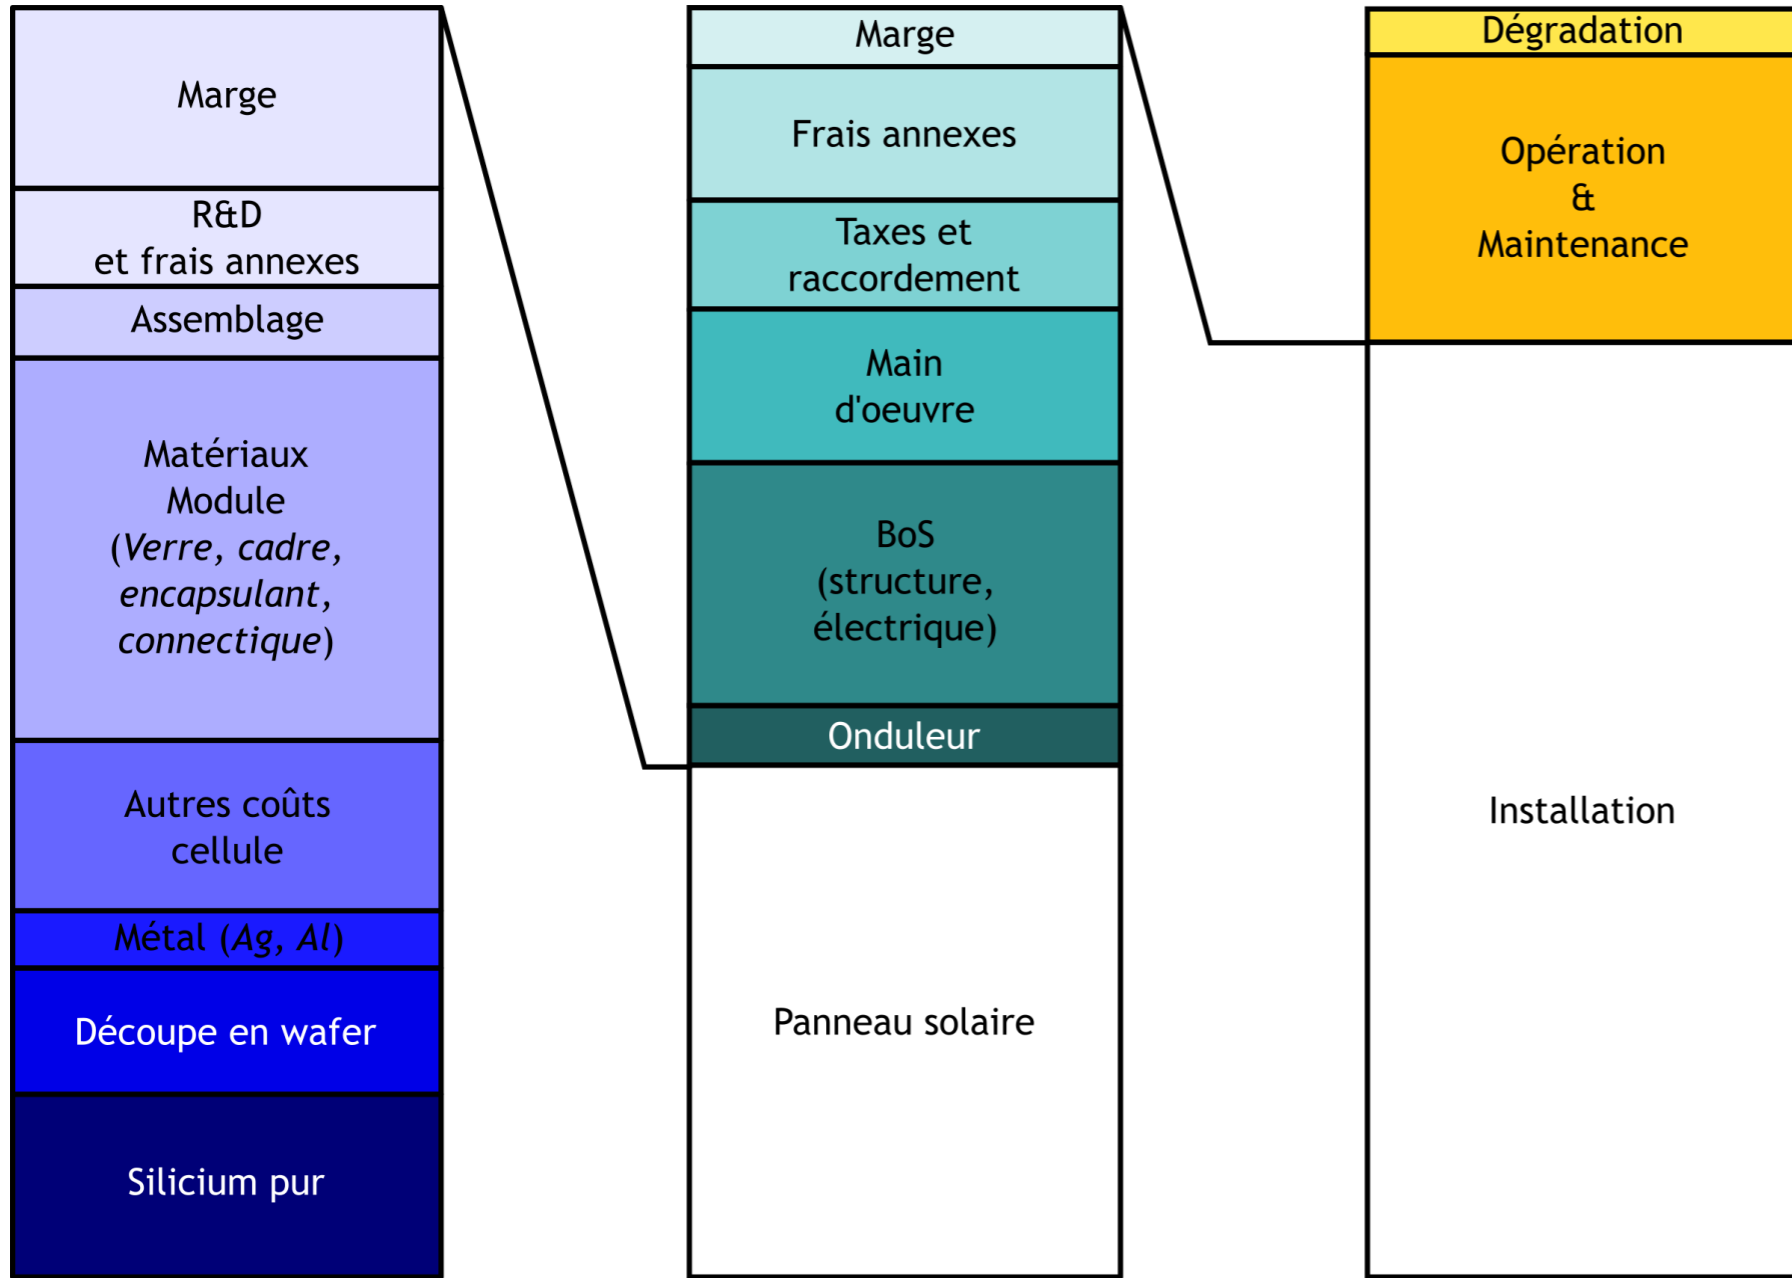 Marge
R&D
et frais annexes
Assemblage
Matériaux
Module
(Verre, cadre,
encapsulant,
connectique)
Autres coûts
cellule
Métal (Ag, Al)
Découpe en wafer
Silicium pur
Marge
Frais annexes
Taxes et
raccordement
Main
d'oeuvre
BoS
(structure,
électrique)
Onduleur
Panneau solaire
Dégradation
Opération
&
Maintenance
Installation